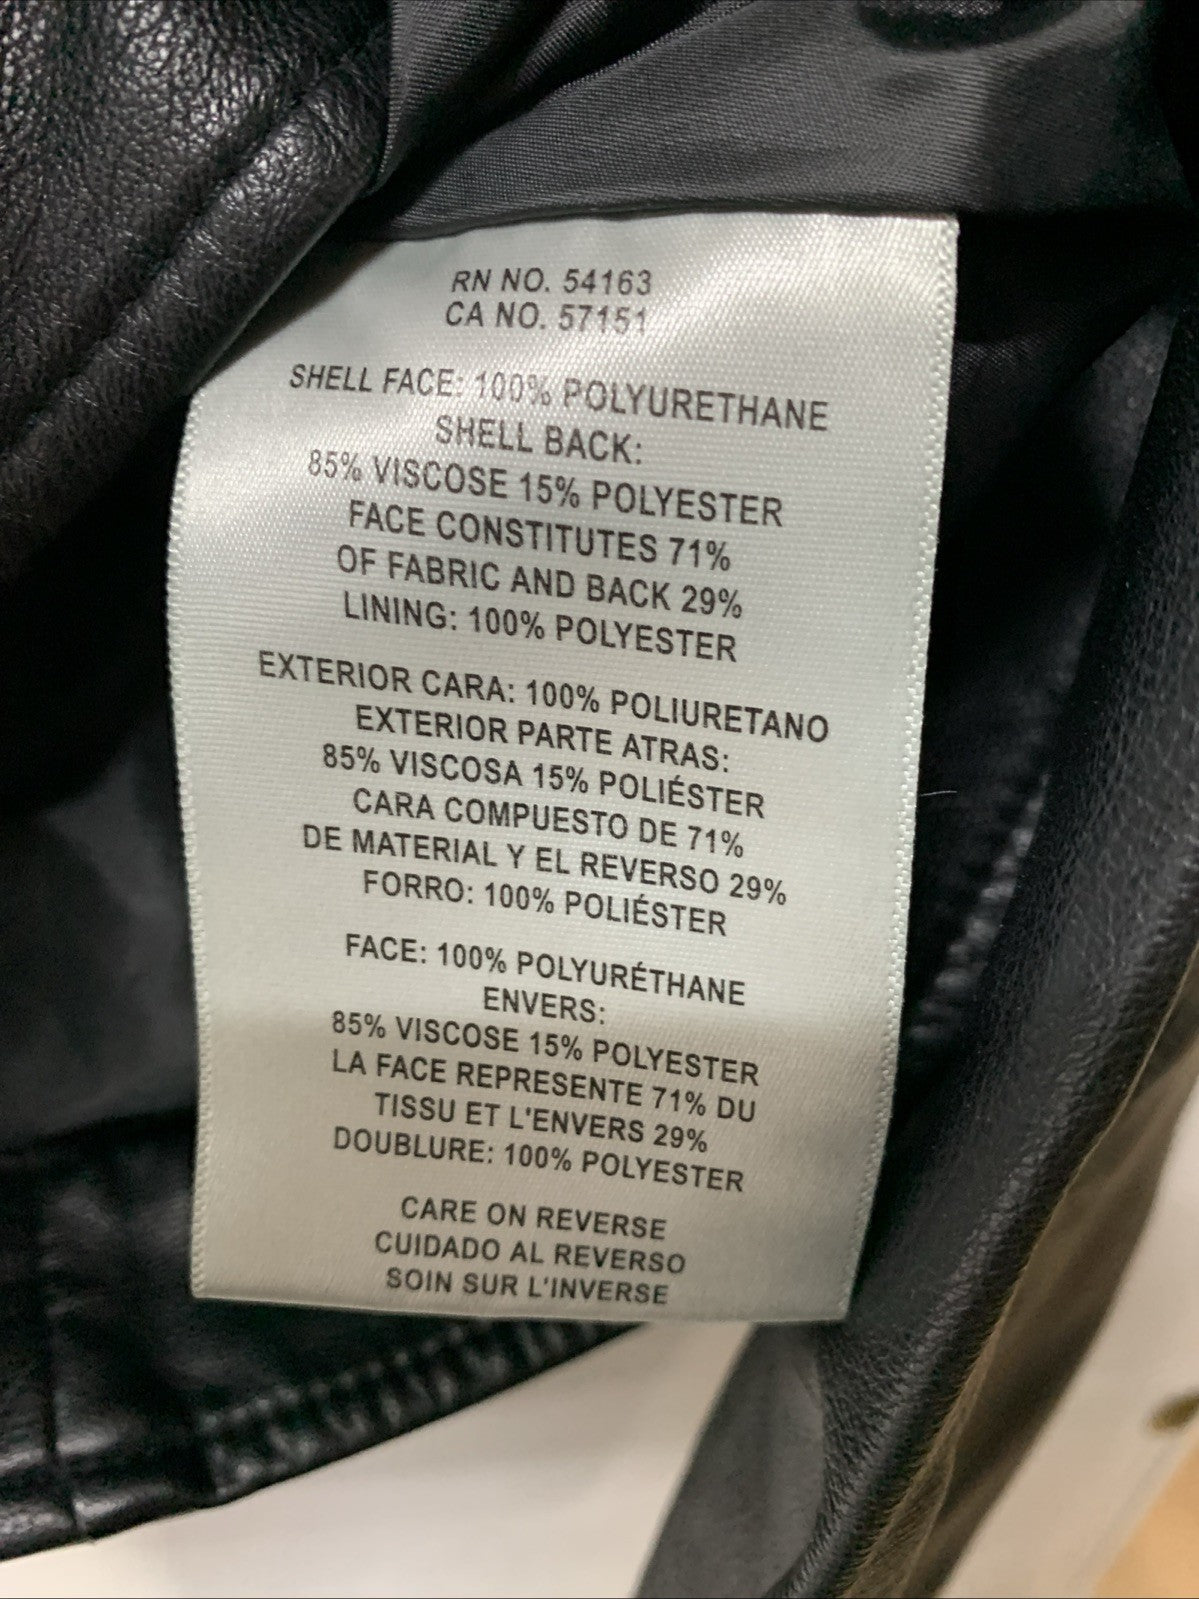 RN NO. 54163
CA NO. 57151
SHELL FACE: 100% POLYURETHANE
SHELL BACK:
85% VISCOSE 15% POLYESTER
FACE CONSTITUTES 71%
OF FABRIC AND BACK 29%
LINING: 100% POLYESTER
EXTERIOR CARA: 100% POLIURETANO
EXTERIOR PARTE ATRAS:
85% VISCOSA 15% POLIÉSTER
CARA COMPUESTO DE 71%
DE MATERIAL Y EL REVERSO 29%
FORRO: 100% POLIÉSTER
FACE: 100% POLYURÉTHANE
ENVERS:
85% VISCOSE 15% POLYESTER
LA FACE REPRESENTE 71% DU
TISSU ET L'ENVERS 29%
DOUBLURE: 100% POLYESTER
CARE ON REVERSE
CUIDADO AL REVERSO
SOIN SUR L'INVERSE